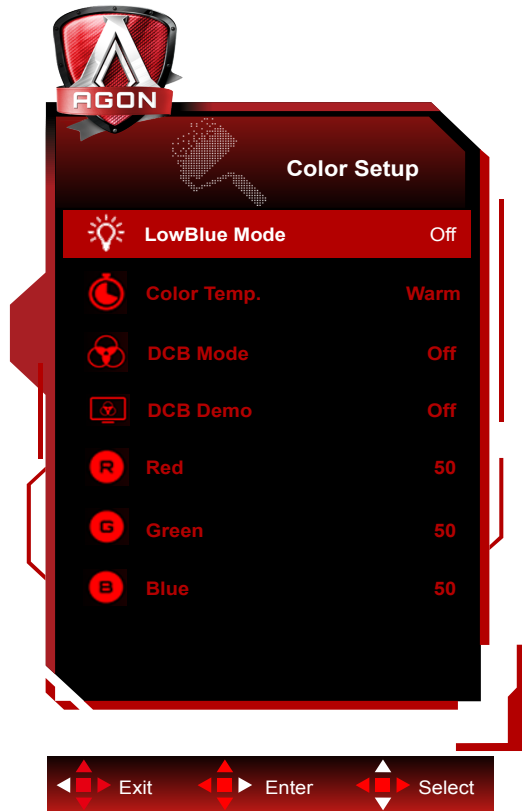 AGON
Color Setup
LowBlue Mode Off
Color Temp. Warm
DCB Mode Off
DCB Demo Off
R Red 50
G Green 50
B Blue 50
Exit Enter Select